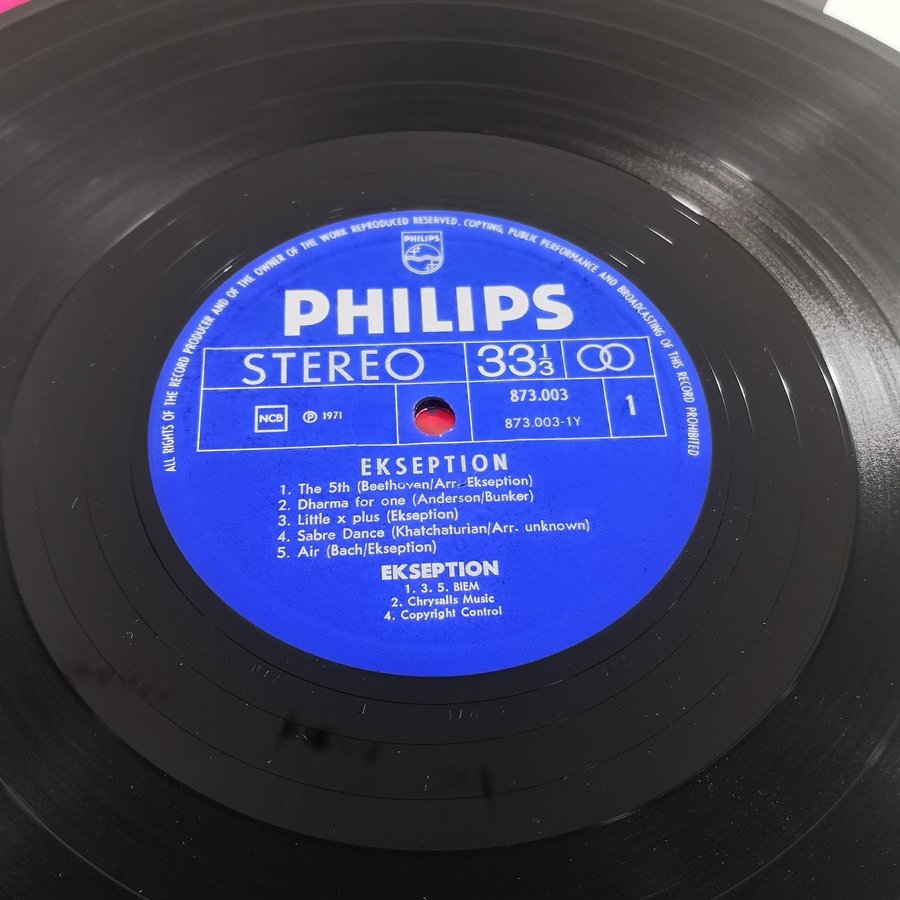 ALL RIGHTS OF THE RECORD PRODUCER AND OF THE OWNER OF THE WORK REPRODUCED RESERVED. COPYING, PUBLIC PERFORMANCE AND BROADCASTING OF THIS RECORD PROHIBITED
PHILIPS
PHILIPS
STEREO 33⅓
NCB Ⓟ 1971 873.003 1
873.003-1Y
EKSEPTION
1. The 5th (Beethoven/Arr. Ekseption)
2. Dharma for one (Anderson/Bunker)
3. Little x plus (Ekseption)
4. Sabre Dance (Khatchaturian/Arr. unknown)
5. Air (Bach/Ekseption)
EKSEPTION
1. 3. 5. BIEM
2. Chrysalls Music
4. Copyright Control